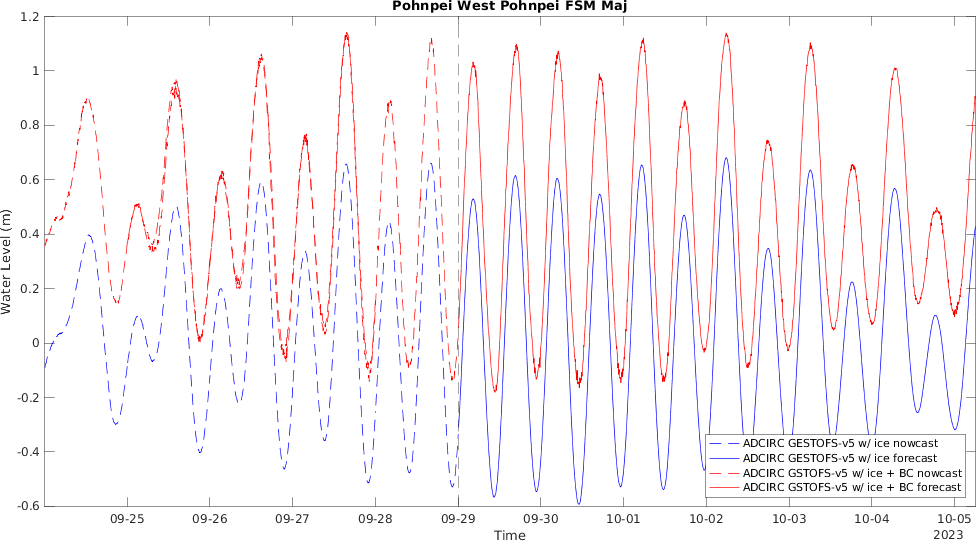 Pohnpei West Pohnpei FSM Maj
1.2
1
0.8
0.6
0.4
0.2
0
-0.2
-0.4
-0.6
Water Level (m)
ADCIRC GESTOFS-v5 w/ ice nowcast
ADCIRC GESTOFS-v5 w/ ice forecast
ADCIRC GSTOFS-v5 w/ ice + BC nowcast
ADCIRC GSTOFS-v5 w/ ice + BC forecast
09-25 09-26 09-27 09-28 09-29 09-30 10-01 10-02 10-03 10-04 10-05
Time
2023